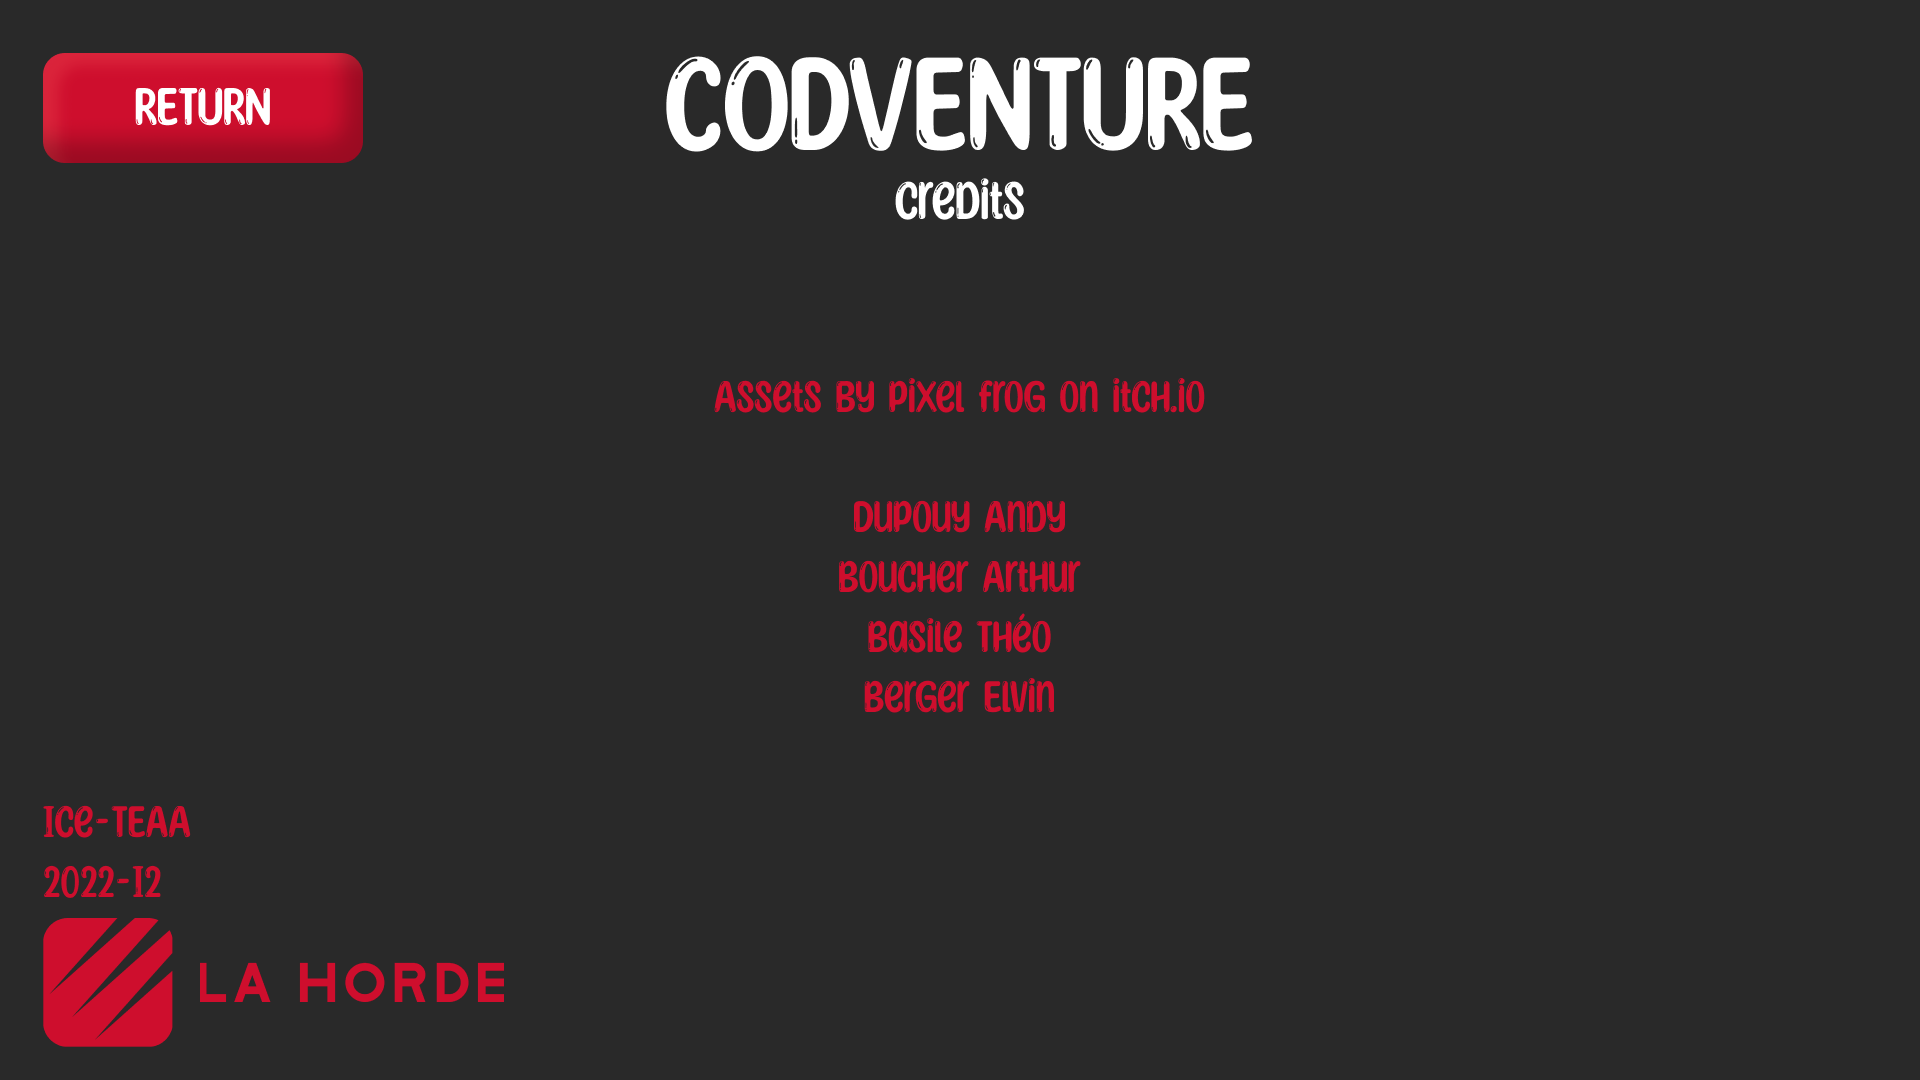 RETURN
CODVENTURE
Credits
Assets by Pixel Frog on itch.io
Dupouy Andy
Boucher Arthur
Basile Théo
Berger Elvin
Ice-TEAA
2022-12
LA HORDE